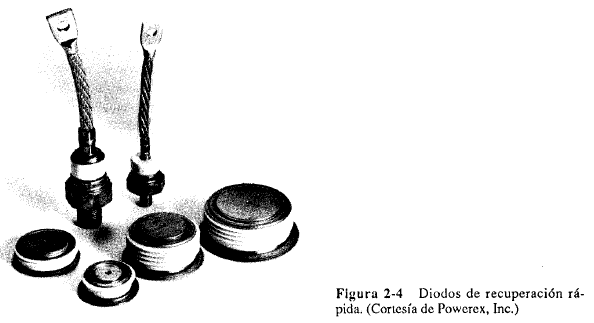 Figura 2-4 Diodos de recuperación rá-
pida. (Cortesía de Powerex, Inc.)